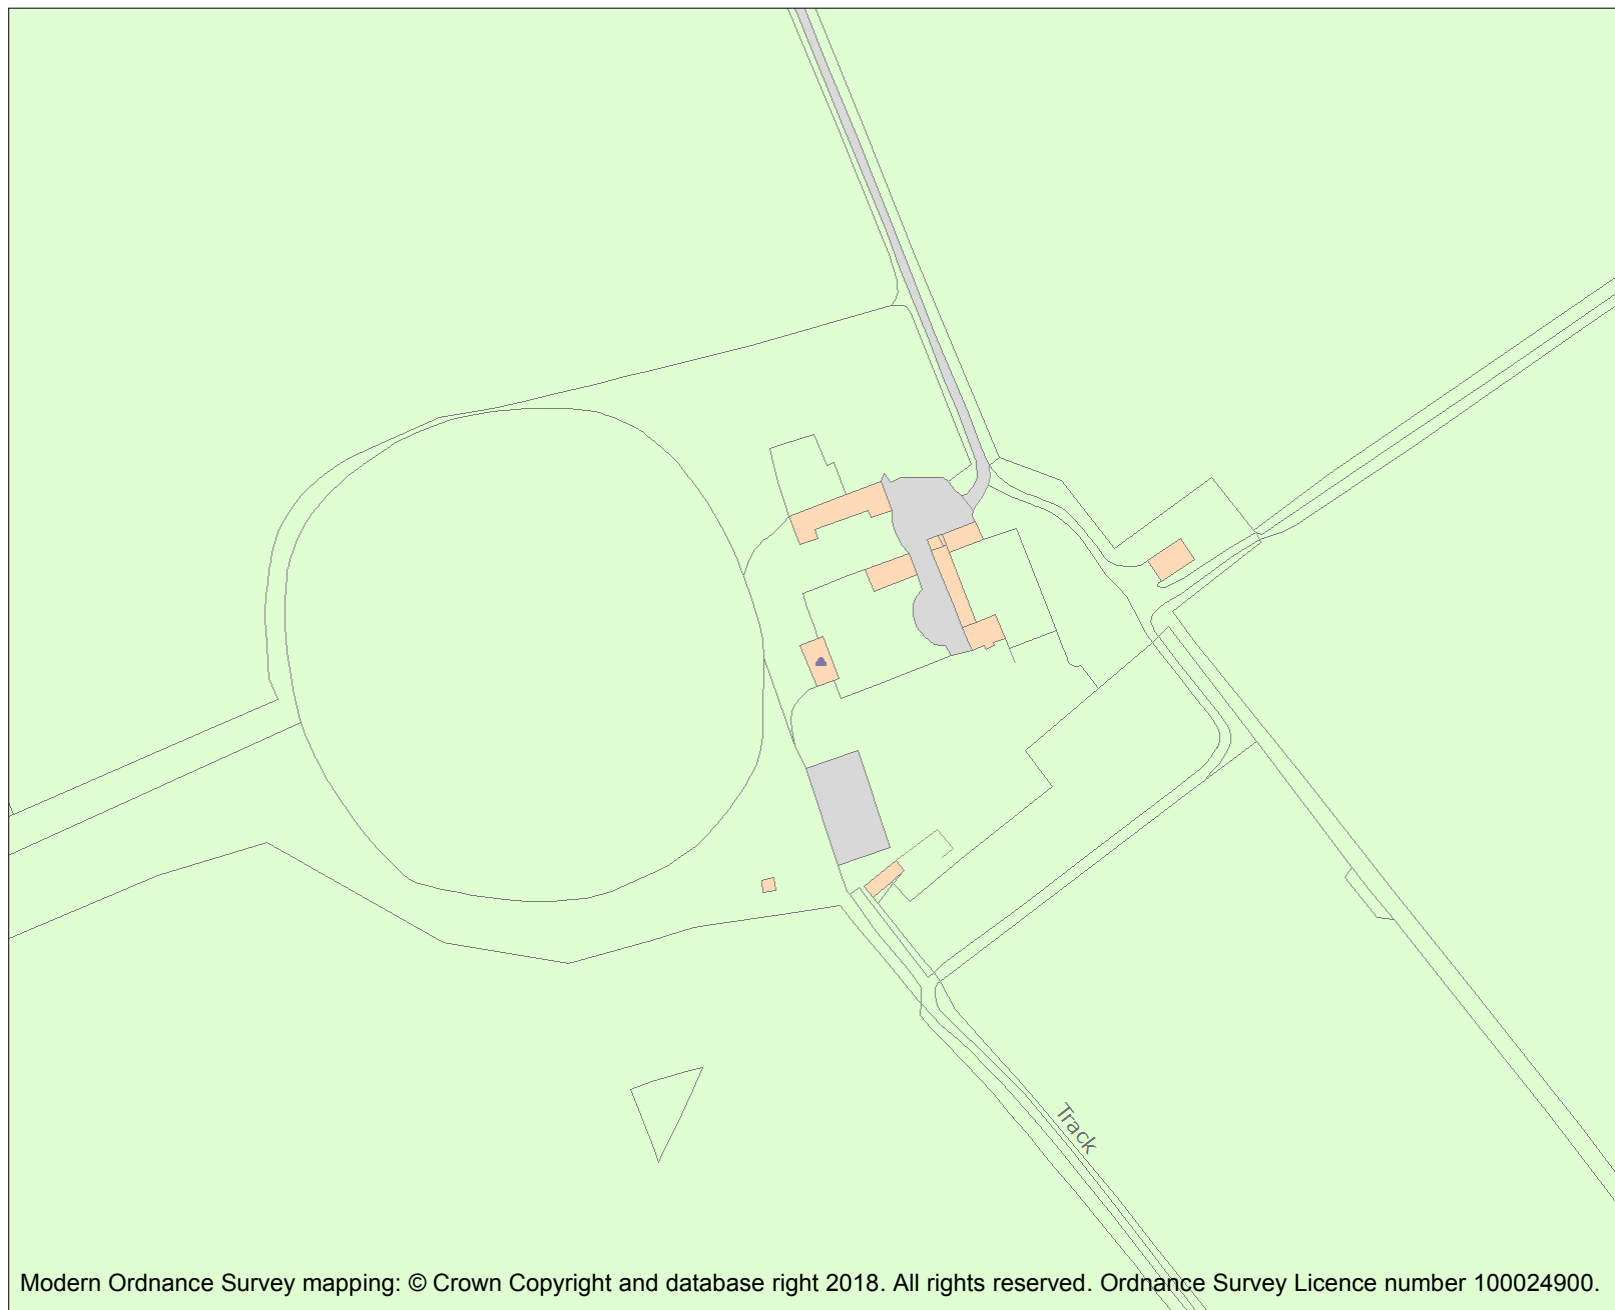 Track
Modern Ordnance Survey mapping: © Crown Copyright and database right 2018. All rights reserved. Ordnance Survey Licence number 100024900.